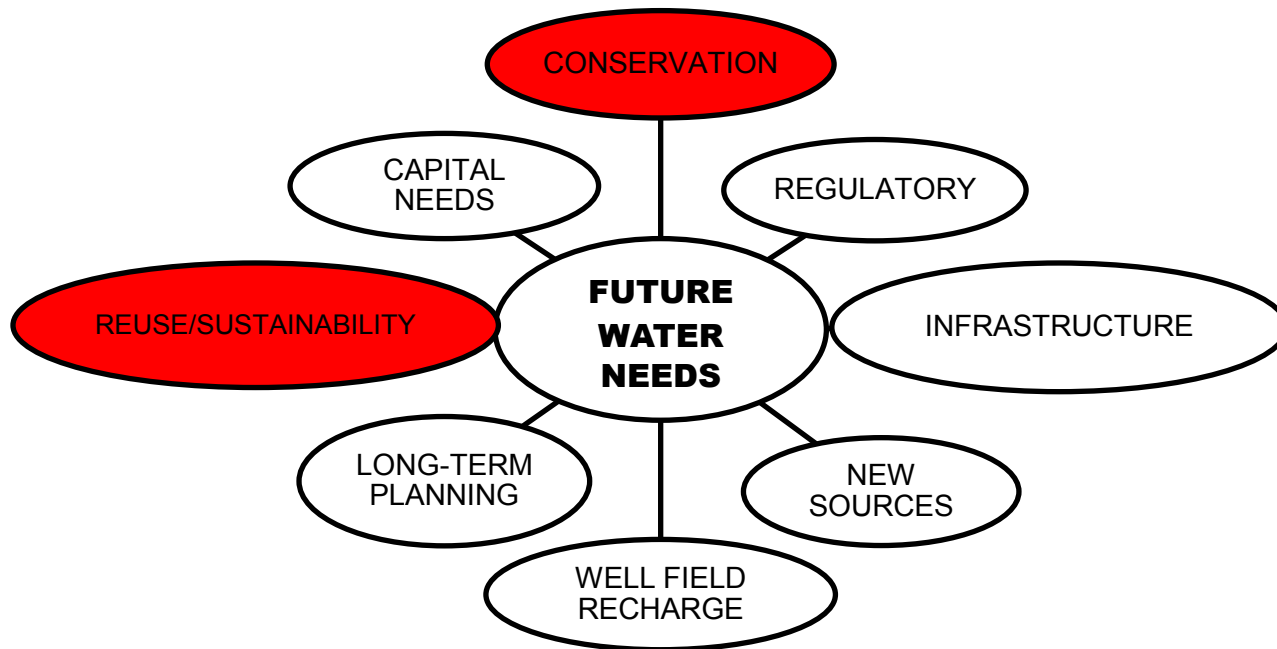 CONSERVATION
CAPITAL
NEEDS
REGULATORY
FUTURE
WATER
NEEDS
REUSE/SUSTAINABILITY
INFRASTRUCTURE
LONG-TERM
PLANNING
NEW
SOURCES
WELL FIELD
RECHARGE